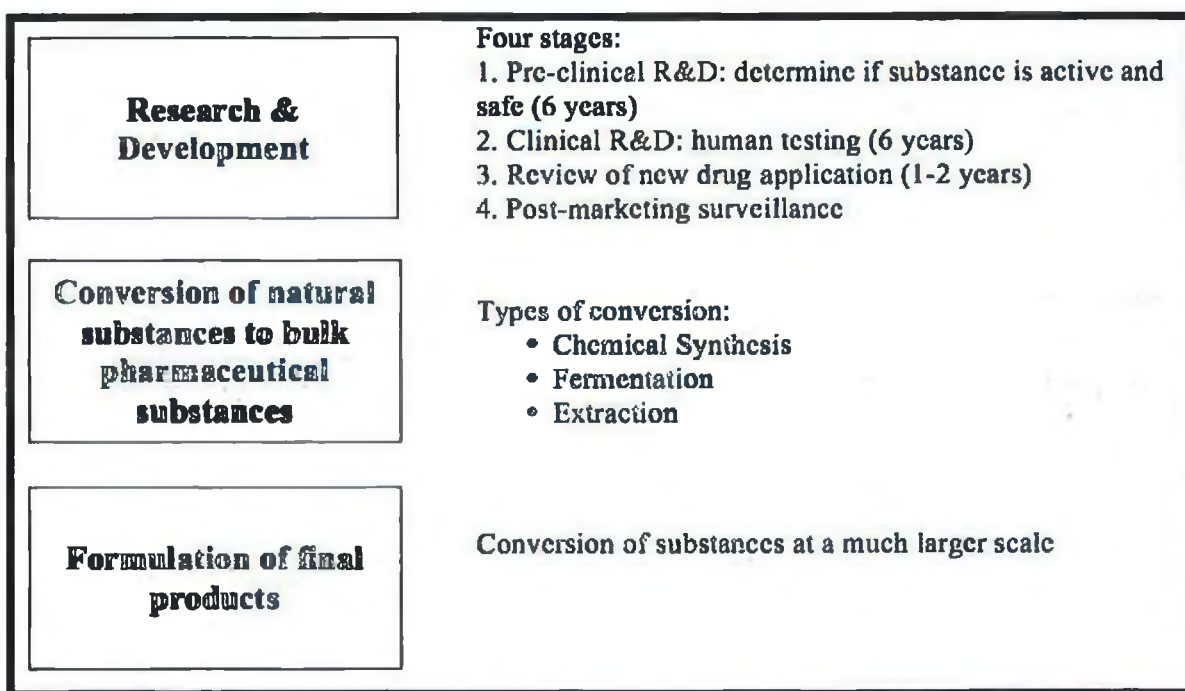 Research &
Development
Four stages:
1. Pre-clinical R&D: determine if substance is active and
safe (6 years)
2. Clinical R&D: human testing (6 years)
3. Review of new drug application (1-2 years)
4. Post-marketing surveillance
Conversion of natural
substances to bulk
pharmaceutical
substances
Types of conversion:
• Chemical Synthesis
• Fermentation
• Extraction
Formulation of final
products
Conversion of substances at a much larger scale